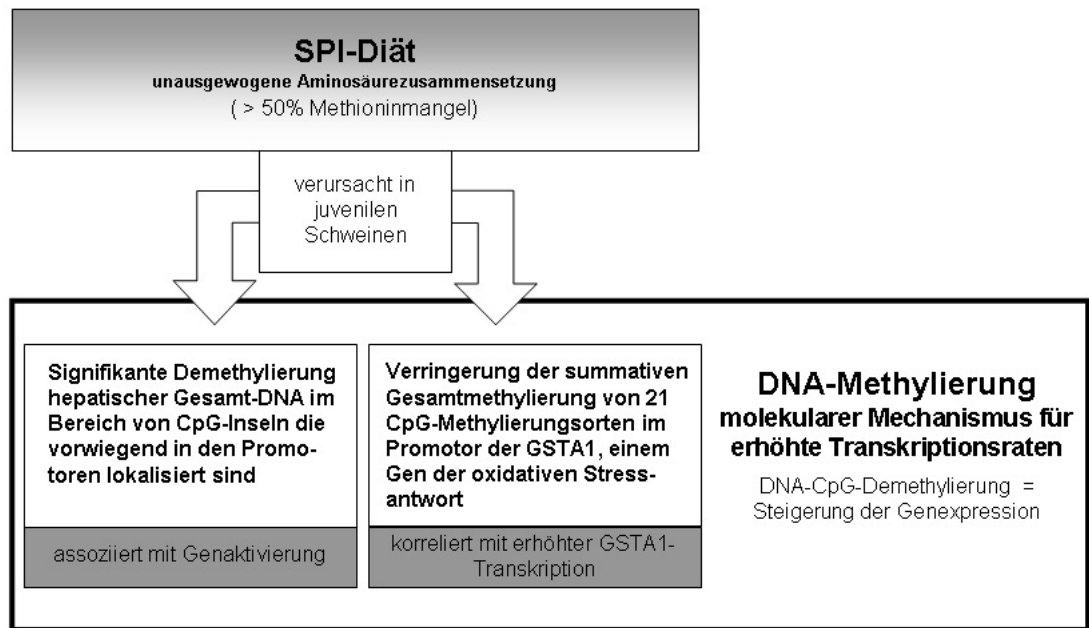 SPI-Diät
unausgewogene Aminosäurezusammensetzung
( > 50% Methioninmangel)
verursacht in
juvenilen
Schweinen
Signifikante Demethylierung
hepatischer Gesamt-DNA im
Bereich von CpG-Inseln die
vorwiegend in den Promo-
toren lokalisiert sind
assoziiert mit Genaktivierung
Verringerung der summativen
Gesamtmethylierung von 21
CpG-Methylierungsorten im
Promotor der GSTA1, einem
Gen der oxidativen Stress-
antwort
korreliert mit erhöhter GSTA1-
Transkription
DNA-Methylierung
molekularer Mechanismus für
erhöhte Transkriptionsraten
DNA-CpG-Demethylierung =
Steigerung der Genexpression